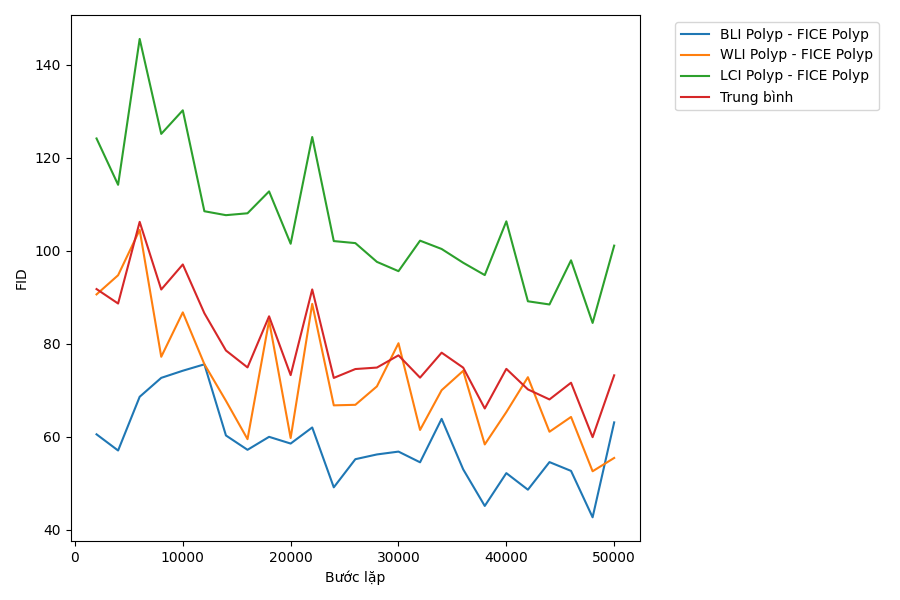 BLI Polyp - FICE Polyp
WLI Polyp - FICE Polyp
LCI Polyp - FICE Polyp
Trung bình
140
120
100
80
60
40
FID
0 10000 20000 30000 40000 50000
Bước lặp